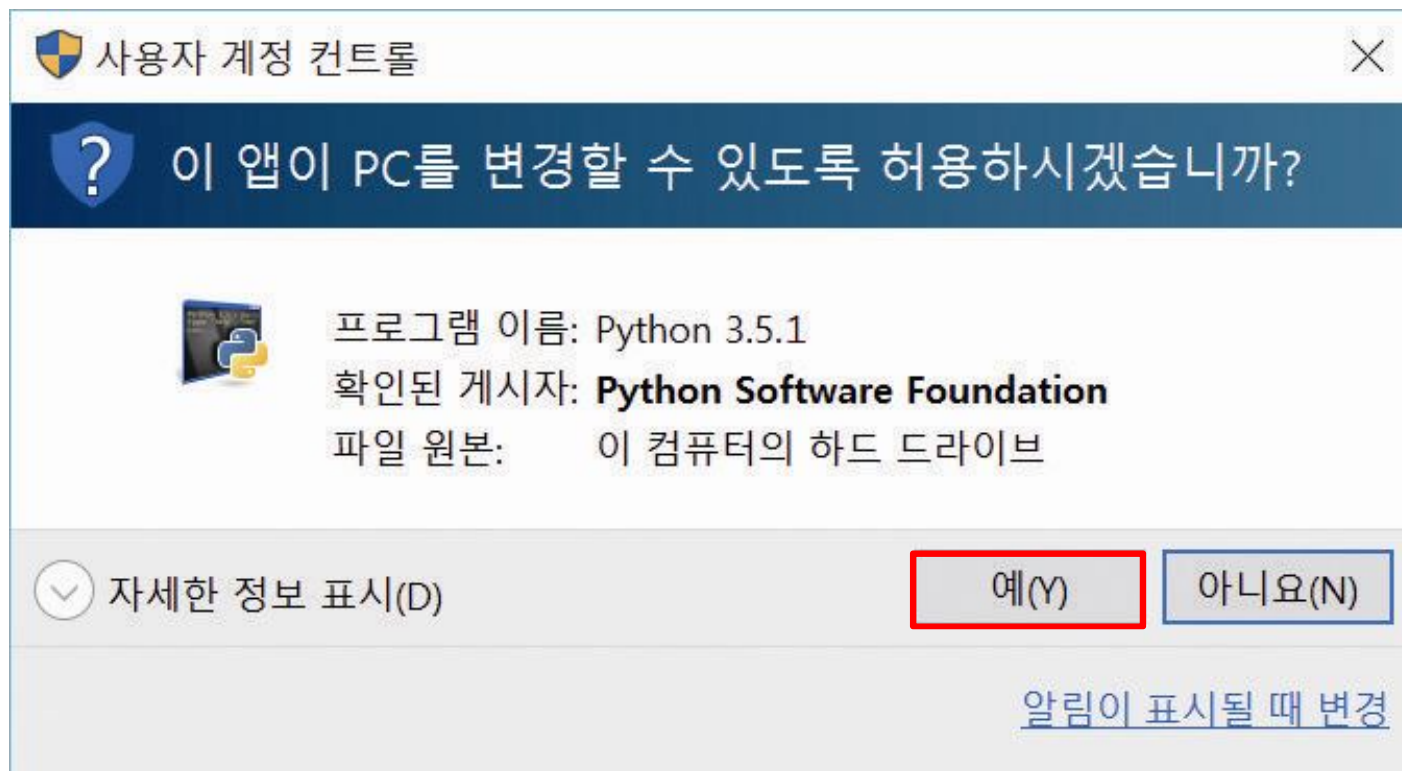 사용자 계정 컨트롤
이 앱이 PC를 변경할 수 있도록 허용하시겠습니까?
프로그램 이름: Python 3.5.1
확인된 게시자: Python Software Foundation
파일 원본: 이 컴퓨터의 하드 드라이브
자세한 정보 표시(D)
예(Y)
아니요(N)
알림이 표시될 때 변경